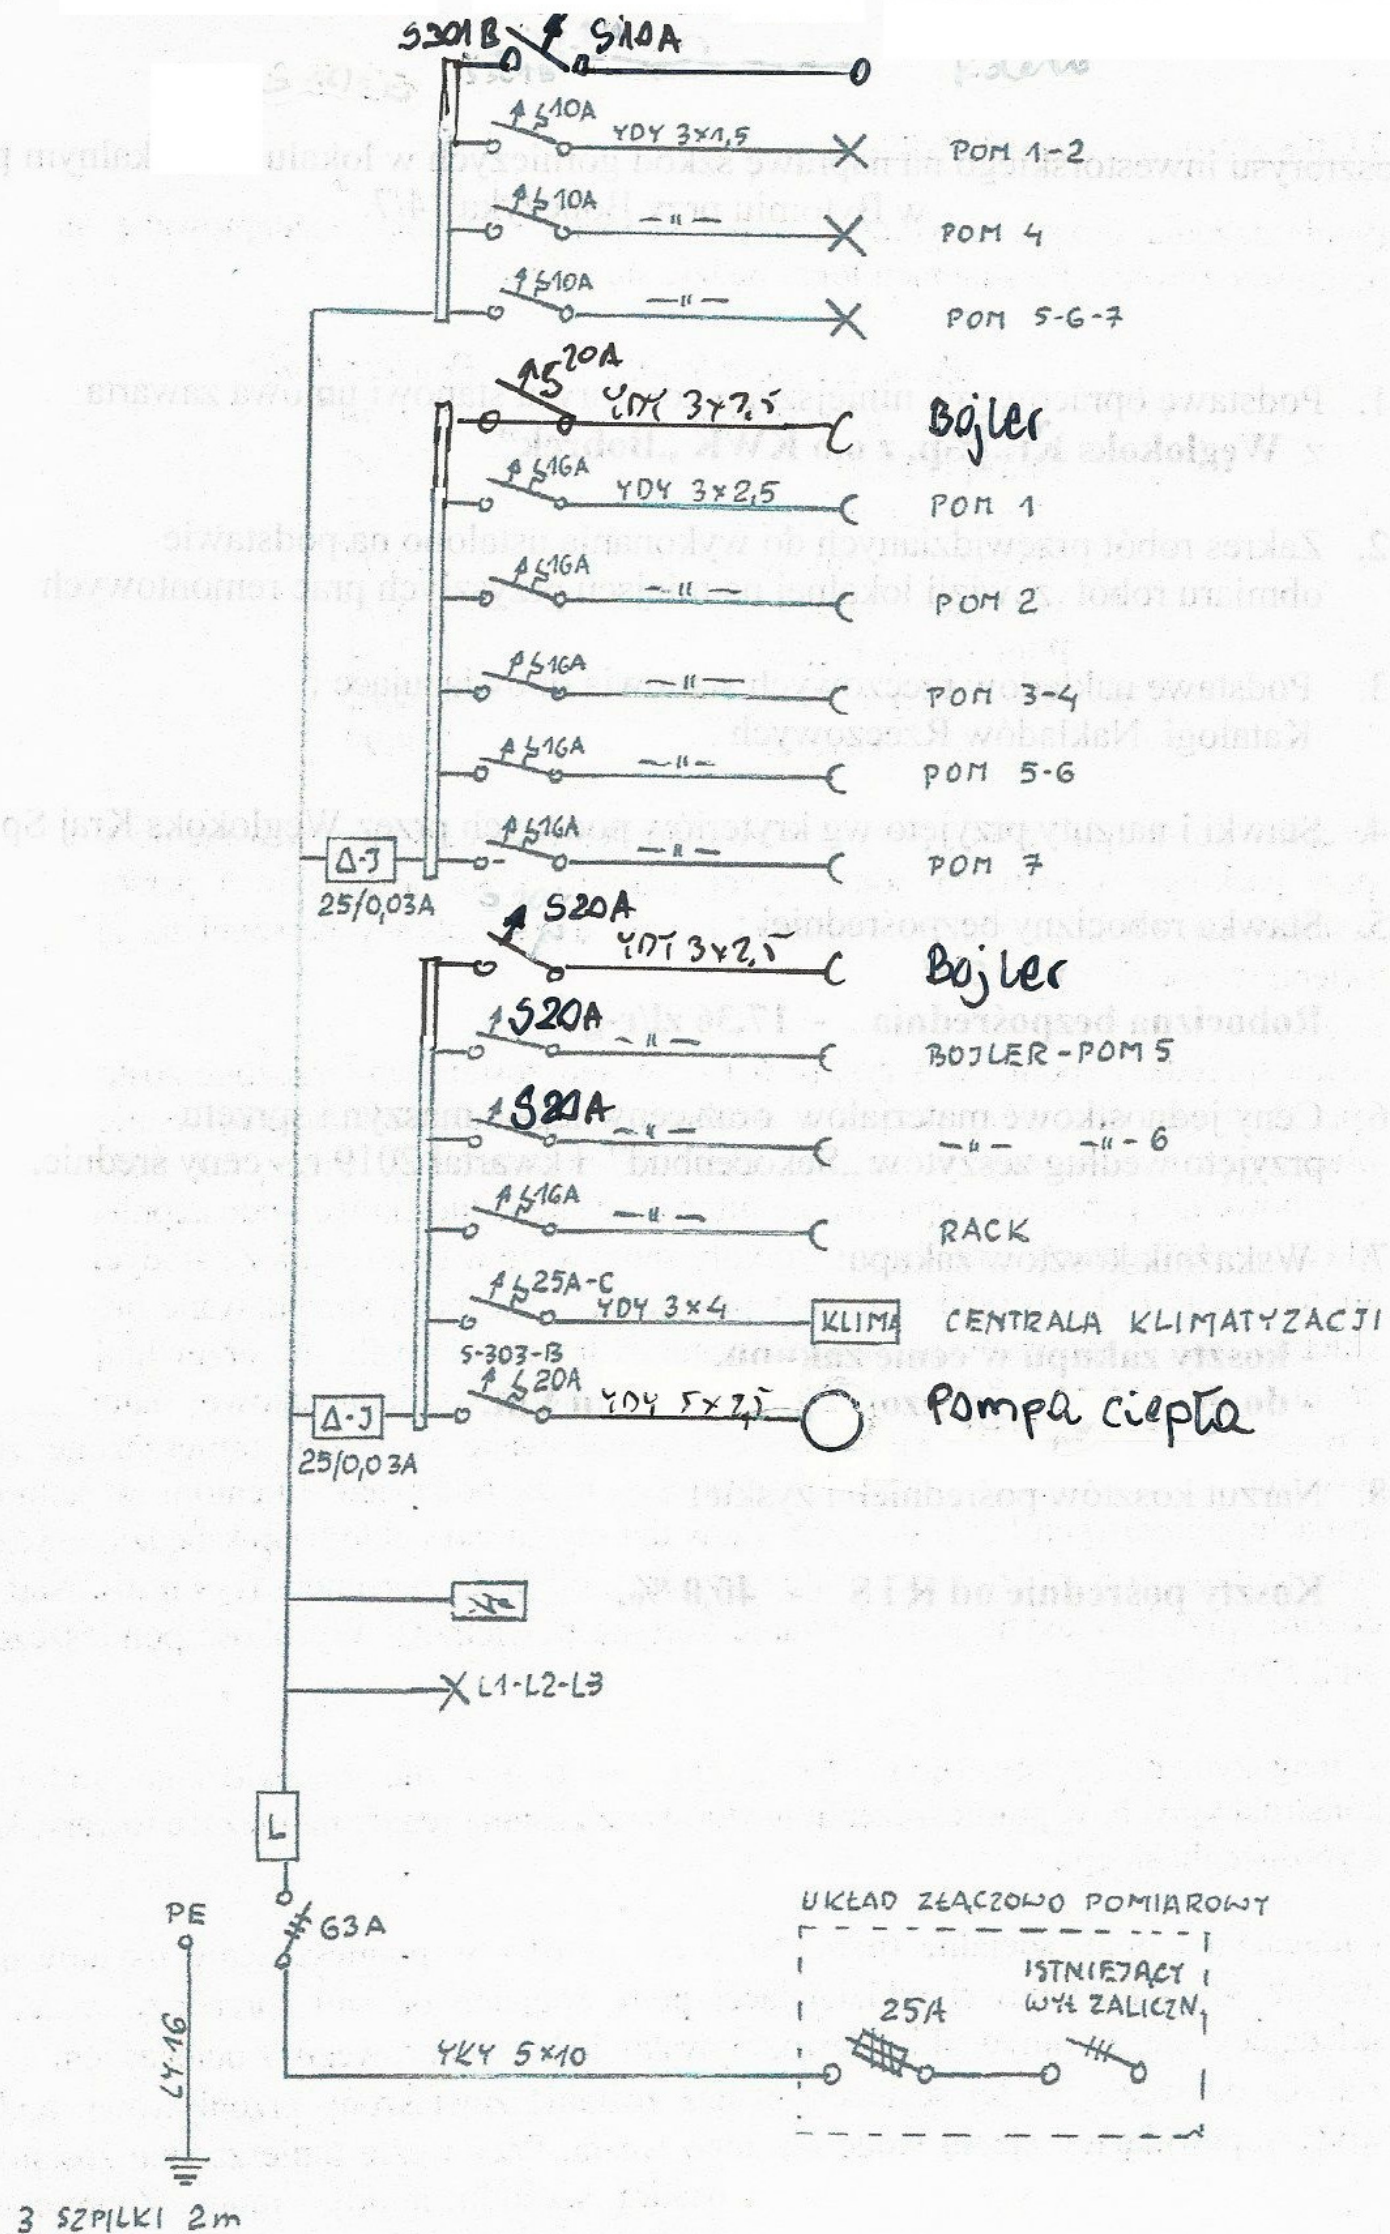 S301B S10A
S10A YDY 3x1,5 POM 1-2
S10A -"- POM 4
S10A -"- POM 5-6-7
S20A YDY 3x2,5 Bojler
S16A YDY 3x2,5 POM 1
S16A -"- POM 2
S16A -"- POM 3-4
S16A -"- POM 5-6
Δ-J S16A -"- POM 7
25/0,03A
S20A YDY 3x2,5 Bojler
S20A -"- BOJLER-POM 5
S20A -"- -"- -"- 6
S16A -"- RACK
S25A-C YDY 3x4 KLIMA CENTRALA KLIMATYZACJI
S-303-B
Δ-J S20A YDY 5x2,5 Pompa ciepła
25/0,03A
L1-L2-L3
L
PE 63A
UKŁAD ZŁĄCZOWO POMIAROWY
ISTNIEJĄCY
WYŁ ZALICZN.
25A
LY 16
YKY 5x10
3 SZPILKI 2m